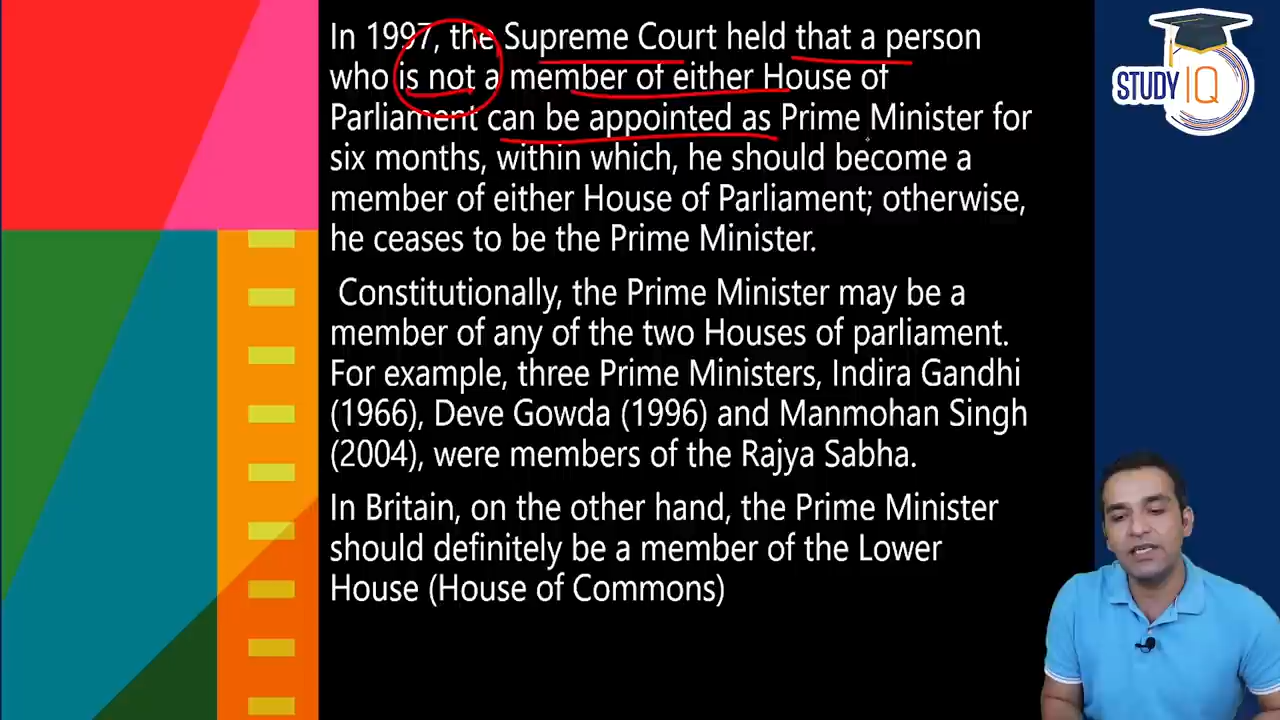 In 1997, the Supreme Court held that a person
who is not a member of either House of
Parliament can be appointed as Prime Minister for
six months, within which, he should become a
member of either House of Parliament; otherwise,
he ceases to be the Prime Minister.
Constitutionally, the Prime Minister may be a
member of any of the two Houses of parliament.
For example, three Prime Ministers, Indira Gandhi
(1966), Deve Gowda (1996) and Manmohan Singh
(2004), were members of the Rajya Sabha.
In Britain, on the other hand, the Prime Minister
should definitely be a member of the Lower
House (House of Commons)
STUDY IQ